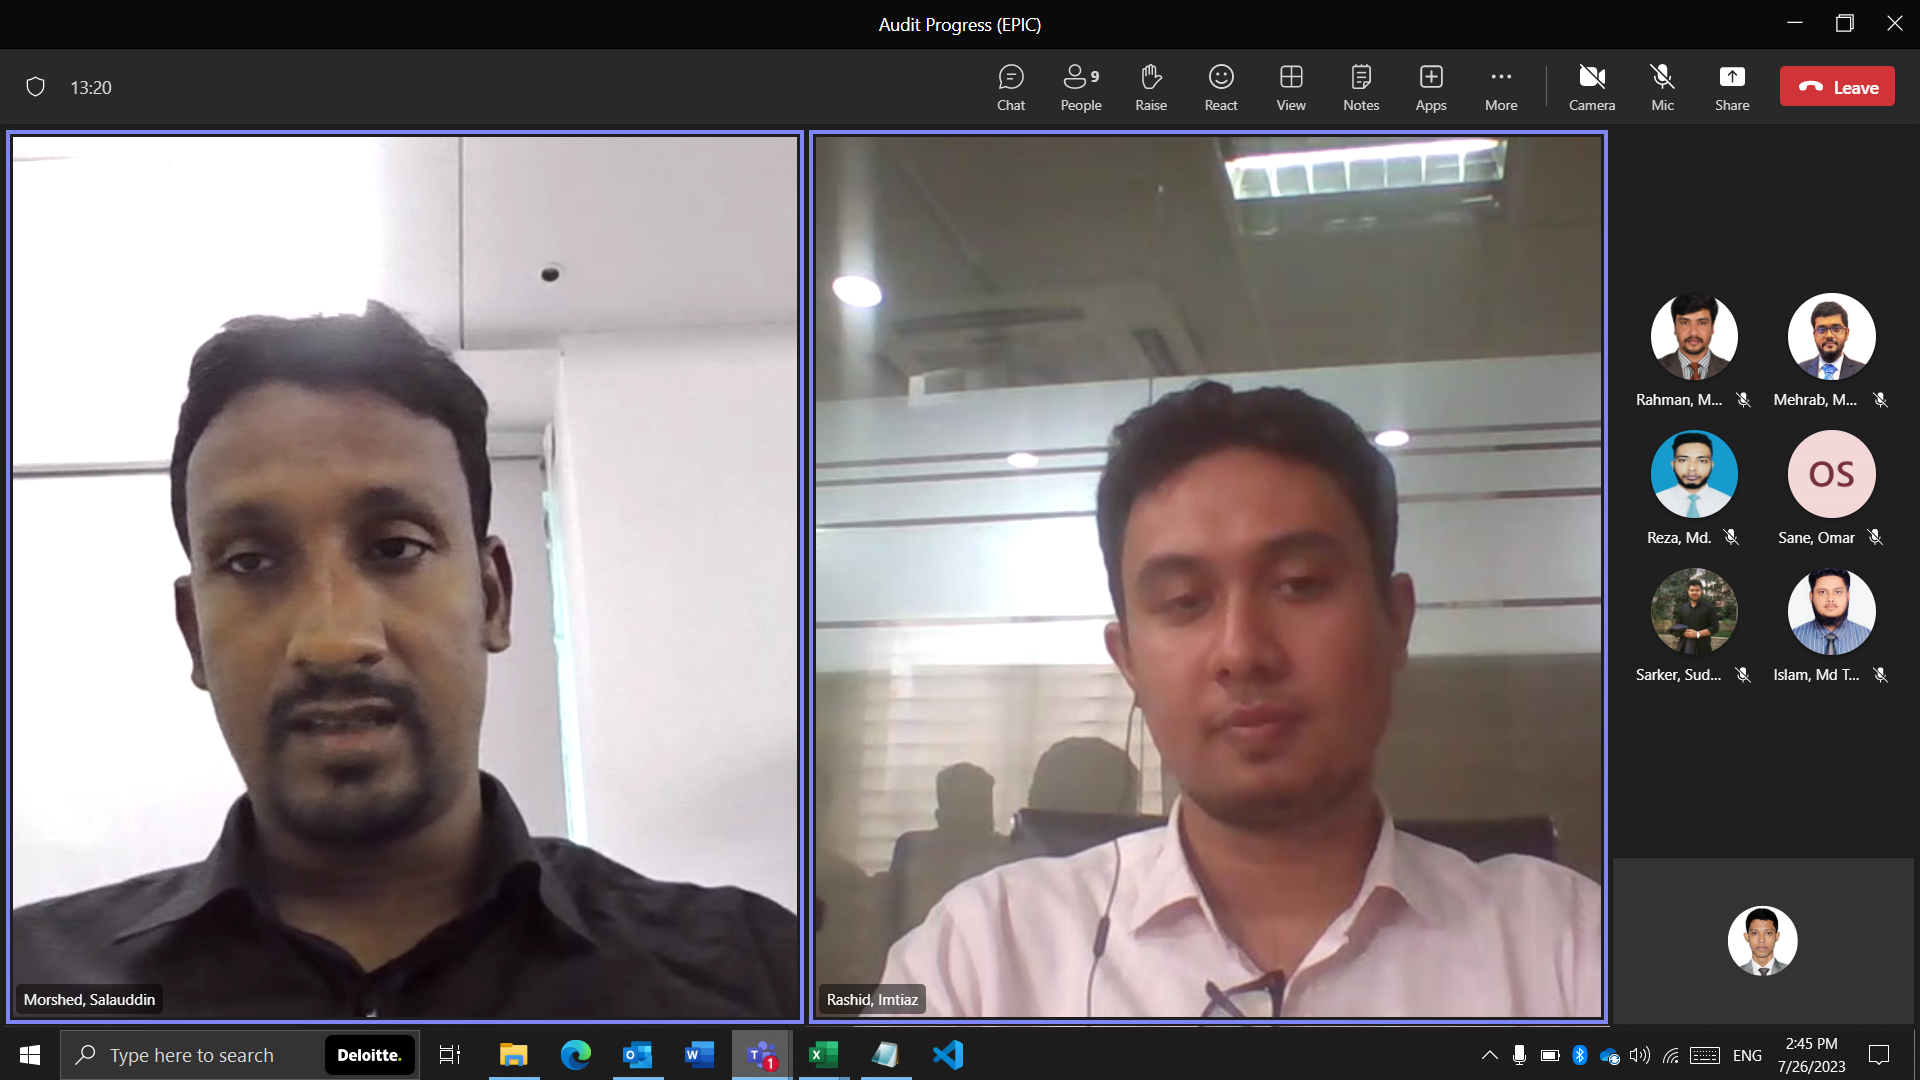 Audit Progress (EPIC)
13:20
Chat
9
People
Raise
React
View
Notes
Apps
More
Camera
Mic
Share
Leave
Rahman, M...
Mehrab, M...
Reza, Md.
OS
Sane, Omar
Sarker, Sud...
Islam, Md T...
Morshed, Salauddin
Rashid, Imtiaz
Type here to search
Deloitte.
1
ENG
2:45 PM
7/26/2023